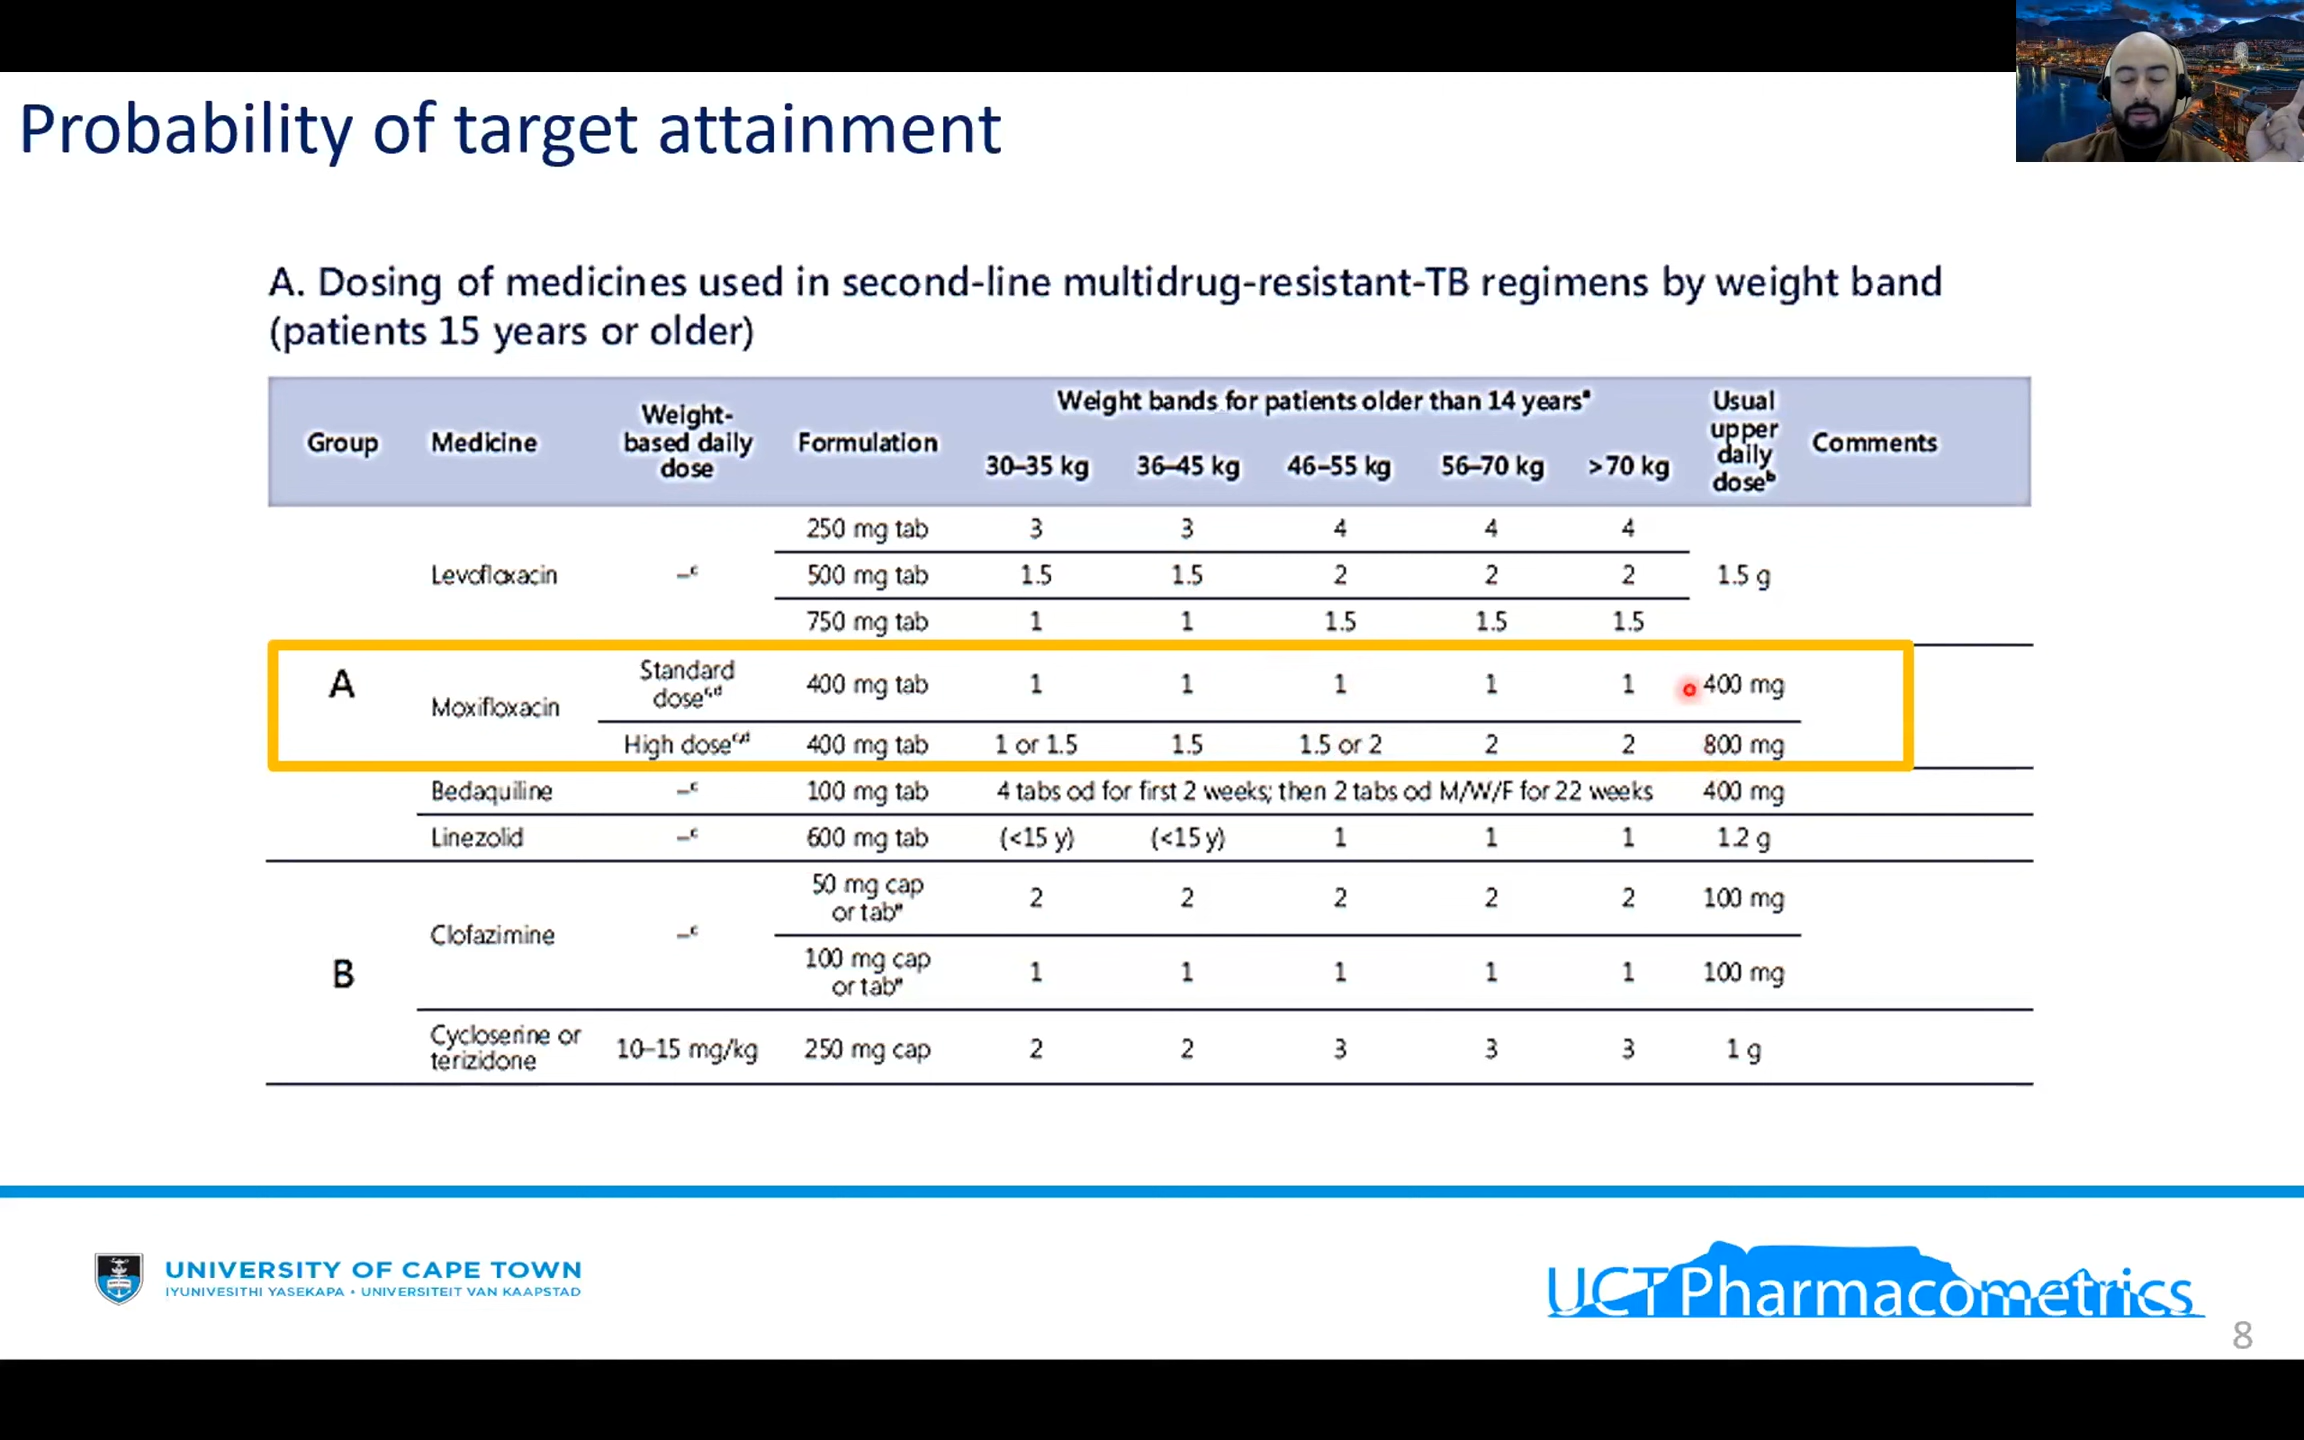 Probability of target attainment
A. Dosing of medicines used in second-line multidrug-resistant-TB regimens by weight band
(patients 15 years or older)
Group Medicine Weight-based daily dose Formulation Weight bands for patients older than 14 yearsª Usual upper daily doseᵇ Comments
30–35 kg 36–45 kg 46–55 kg 56–70 kg >70 kg
250 mg tab 3 3 4 4 4
Levofloxacin –ᶜ 500 mg tab 1.5 1.5 2 2 2 1.5 g
750 mg tab 1 1 1.5 1.5 1.5
A Moxifloxacin Standard doseᶜ,ᵈ 400 mg tab 1 1 1 1 1 400 mg
High doseᶜ,ᵈ 400 mg tab 1 or 1.5 1.5 1.5 or 2 2 2 800 mg
Bedaquiline –ᶜ 100 mg tab 4 tabs od for first 2 weeks; then 2 tabs od M/W/F for 22 weeks 400 mg
Linezolid –ᶜ 600 mg tab (<15 y) (<15 y) 1 1 1 1.2 g
B Clofazimine –ᶜ 50 mg cap or tabᵉ 2 2 2 2 2 100 mg
100 mg cap or tabᵉ 1 1 1 1 1 100 mg
Cycloserine or terizidone 10–15 mg/kg 250 mg cap 2 2 3 3 3 1 g
UNIVERSITY OF CAPE TOWN
IYUNIVESITHI YASEKAPA • UNIVERSITEIT VAN KAAPSTAD
UCT Pharmacometrics
8